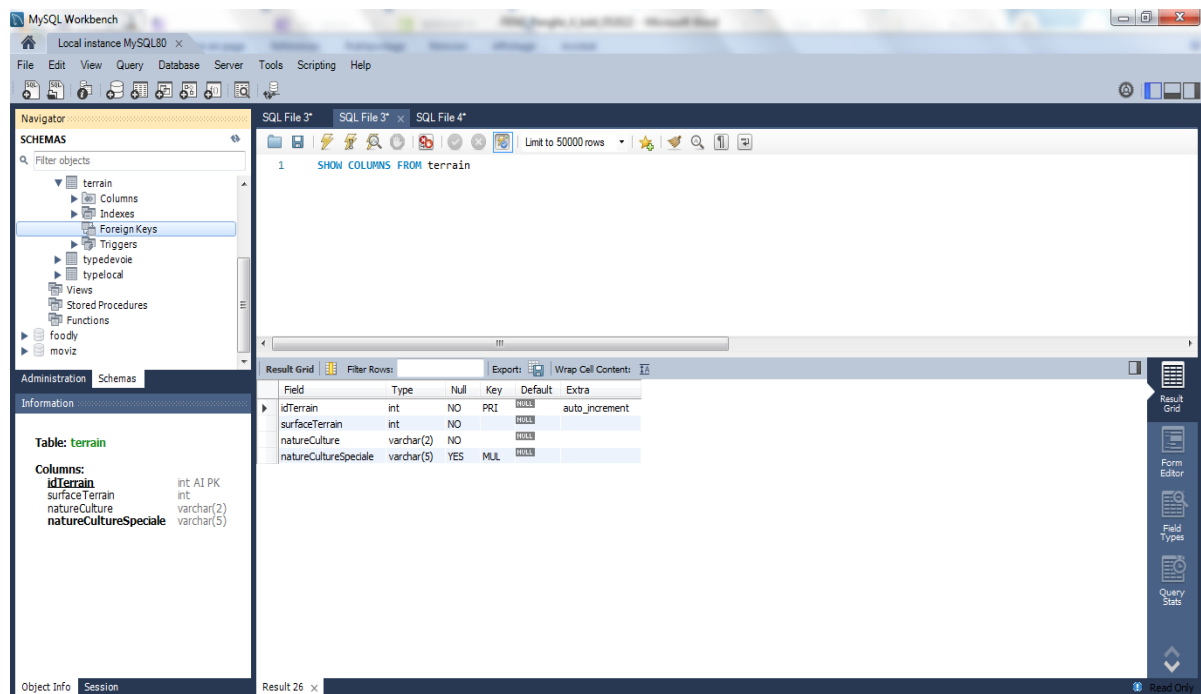 MySQL Workbench
Local instance MySQL80
File Edit View Query Database Server Tools Scripting Help
Navigator
SCHEMAS
Filter objects
terrain
Columns
Indexes
Foreign Keys
Triggers
typedevoie
typelocal
Views
Stored Procedures
Functions
foodly
moviz
Administration Schemas
Information
Table: terrain
Columns:
idTerrain int AI PK
surfaceTerrain int
natureCulture varchar(2)
natureCultureSpeciale varchar(5)
Object Info Session
SQL File 3* SQL File 3* SQL File 4*
Limit to 50000 rows
1 SHOW COLUMNS FROM terrain
Result Grid Filter Rows: Export: Wrap Cell Content:
Field Type Null Key Default Extra
idTerrain int NO PRI NULL auto_increment
surfaceTerrain int NO NULL
natureCulture varchar(2) NO NULL
natureCultureSpeciale varchar(5) YES MUL NULL
Result Grid
Form Editor
Field Types
Query Stats
Result 26
Read Only